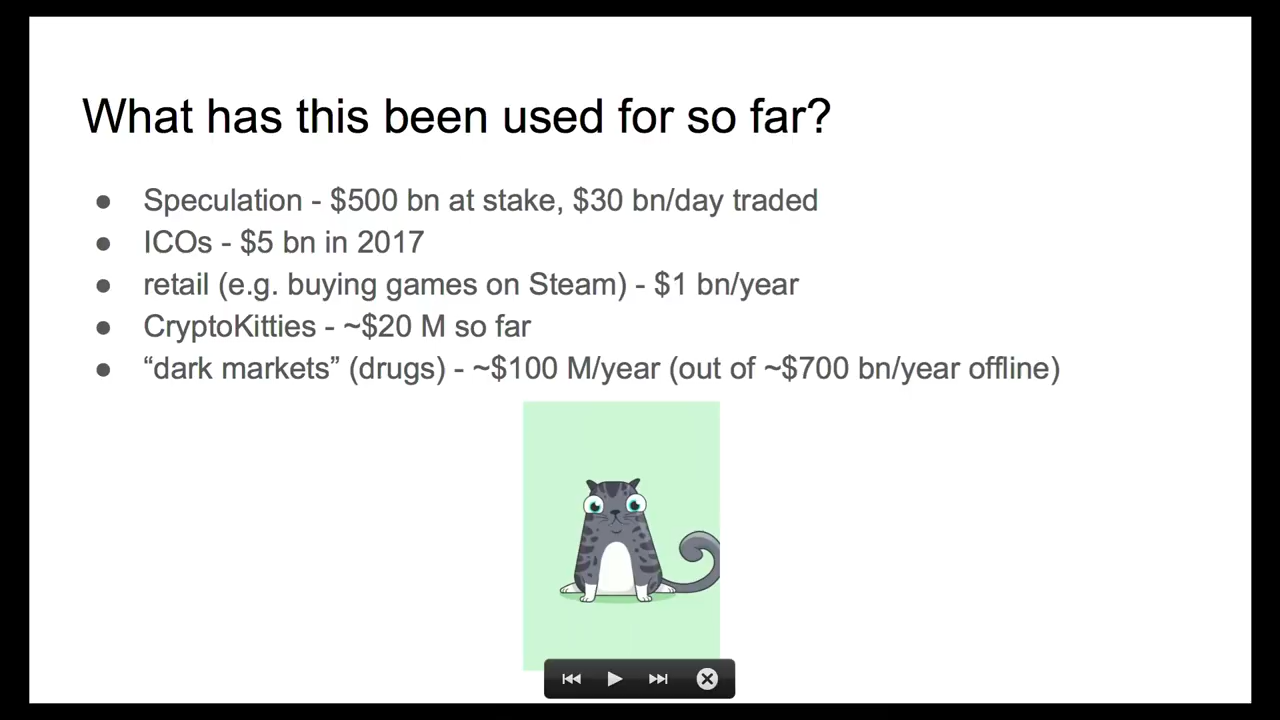 What has this been used for so far?
● Speculation - $500 bn at stake, $30 bn/day traded
● ICOs - $5 bn in 2017
● retail (e.g. buying games on Steam) - $1 bn/year
● CryptoKitties - ~$20 M so far
● “dark markets” (drugs) - ~$100 M/year (out of ~$700 bn/year offline)